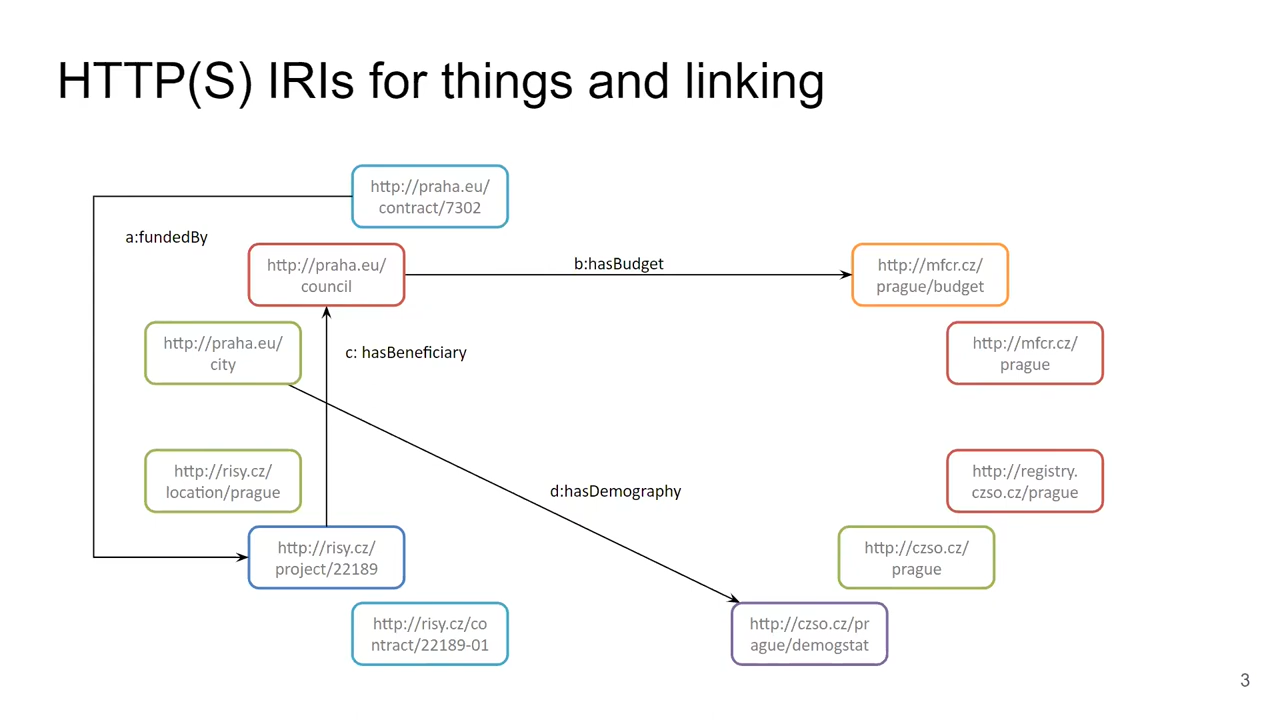 HTTP(S) IRIs for things and linking
http://praha.eu/
contract/7302
a:fundedBy
http://praha.eu/
council
b:hasBudget
http://mfcr.cz/
prague/budget
http://praha.eu/
city
c: hasBeneficiary
http://mfcr.cz/
prague
http://risy.cz/
location/prague
d:hasDemography
http://registry.
czso.cz/prague
http://risy.cz/
project/22189
http://czso.cz/
prague
http://risy.cz/co
ntract/22189-01
http://czso.cz/pr
ague/demogstat
3